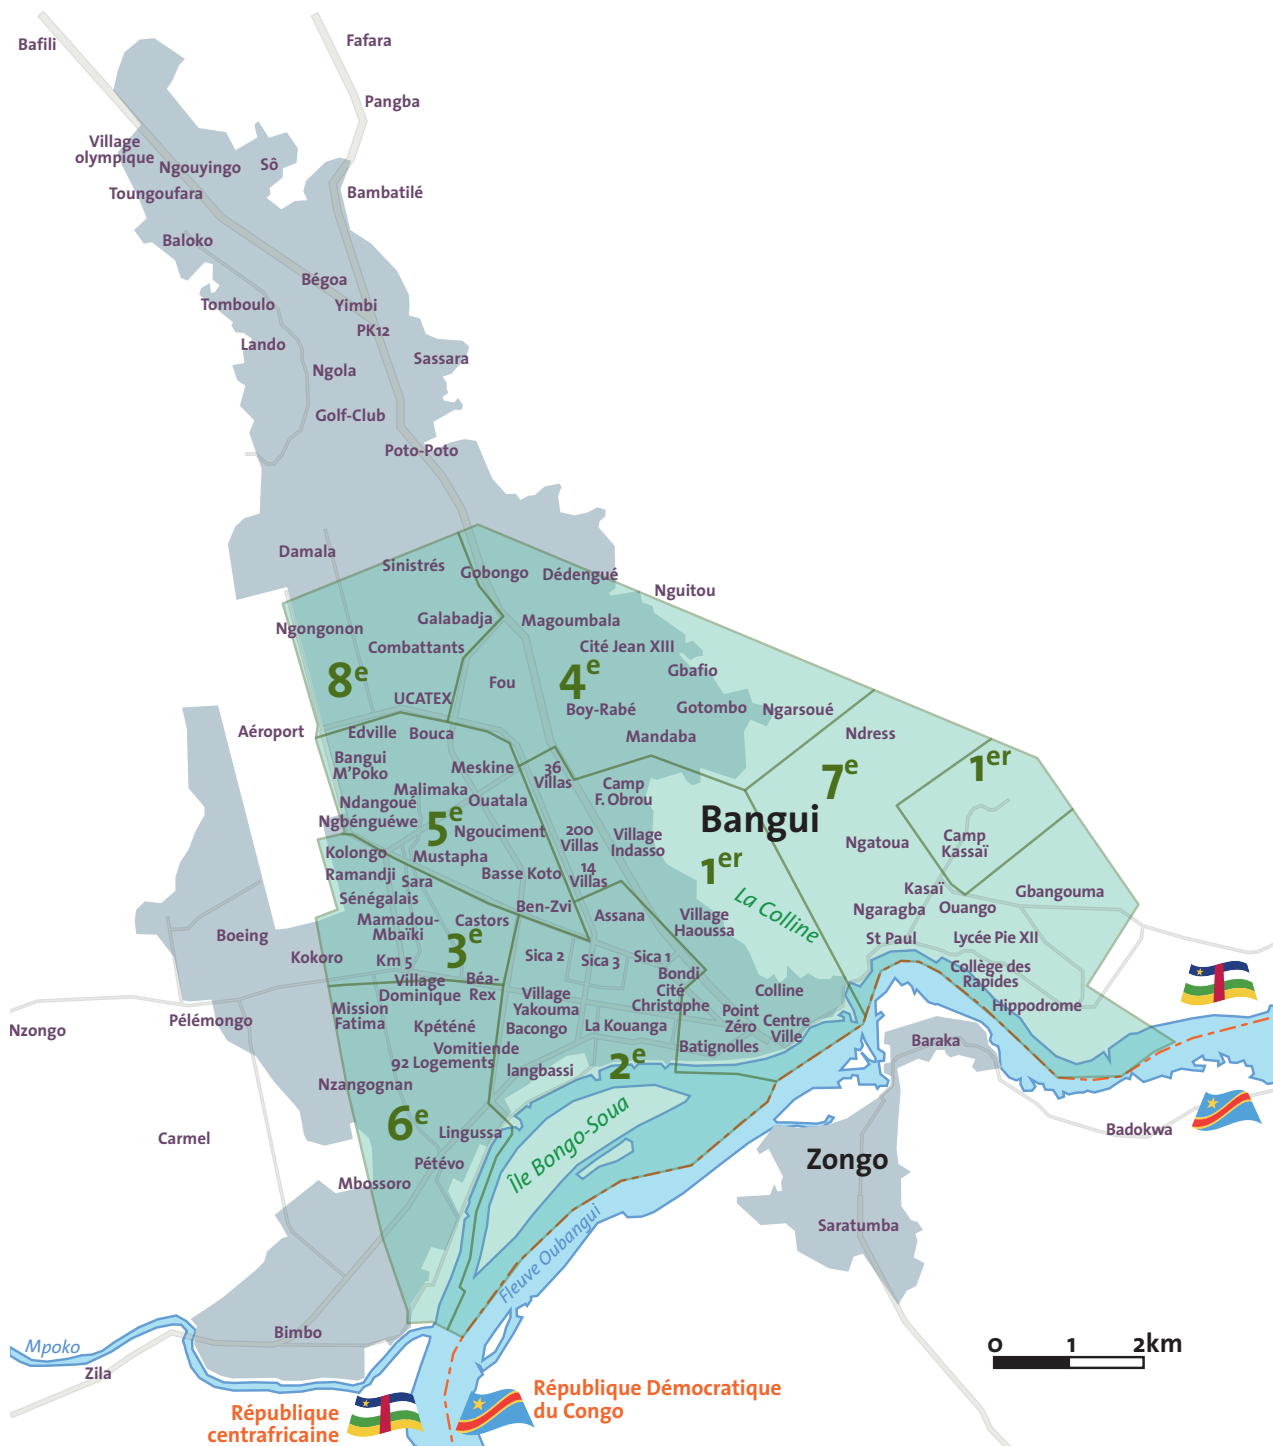 Bafili
Fafara
Pangba
Village
olympique
Ngouyingo
Sô
Toungoufara
Bambatilé
Baloko
Bégoa
Tomboulo
Yimbi
PK12
Lando
Sassara
Ngola
Golf-Club
Poto-Poto
Damala
Sinistrés
Gobongo
Dédengué
Nguitou
Ngongonon
Galabadja
Magoumbala
Combattants
Cité Jean XIII
8e
Fou
4e
Gbafio
UCATEX
Boy-Rabé
Gotombo
Ngarsoué
Aéroport
Edville
Bouca
Mandaba
Ndress
Bangui
M'Poko
Meskine
36
Villas
Camp
F. Obrou
7e
1er
Malimaka
Ndangoué
Ouatala
Ngbénguéwe
5e
Ngouciment
200
Villas
Village
Indasso
Bangui
Ngatoua
Camp
Kassaï
Kolongo
Mustapha
Ramandji
Sara
Basse Koto
14
Villas
1er
Sénégalais
Kasaï
Gbangouma
Mamadou-
Mbaïki
Castors
Ben-Zvi
Assana
Village
Haoussa
La Colline
Ngaragba
Ouango
Boeing
3e
St Paul
Lycée Pie XII
Kokoro
Km 5
Sica 2
Sica 3
Sica 1
Collège des
Rapides
Village
Dominique
Béa-
Rex
Bondi
Cité
Christophe
Colline
Hippodrome
Mission
Fatima
Village
Yakouma
Point
Zéro
Centre
Ville
Nzongo
Pélémongo
Kpéténé
Bacongo
La Kouanga
Baraka
Vomitiende
92 Logements
Batignolles
Nzangognan
Iangbassi
2e
6e
Lingussa
Île Bongo-Soua
Badokwa
Carmel
Pétévo
Zongo
Mbossoro
Saratumba
Fleuve Oubangui
Bimbo
Mpoko
Zila
0 1 2km
République Démocratique
du Congo
République
centrafricaine